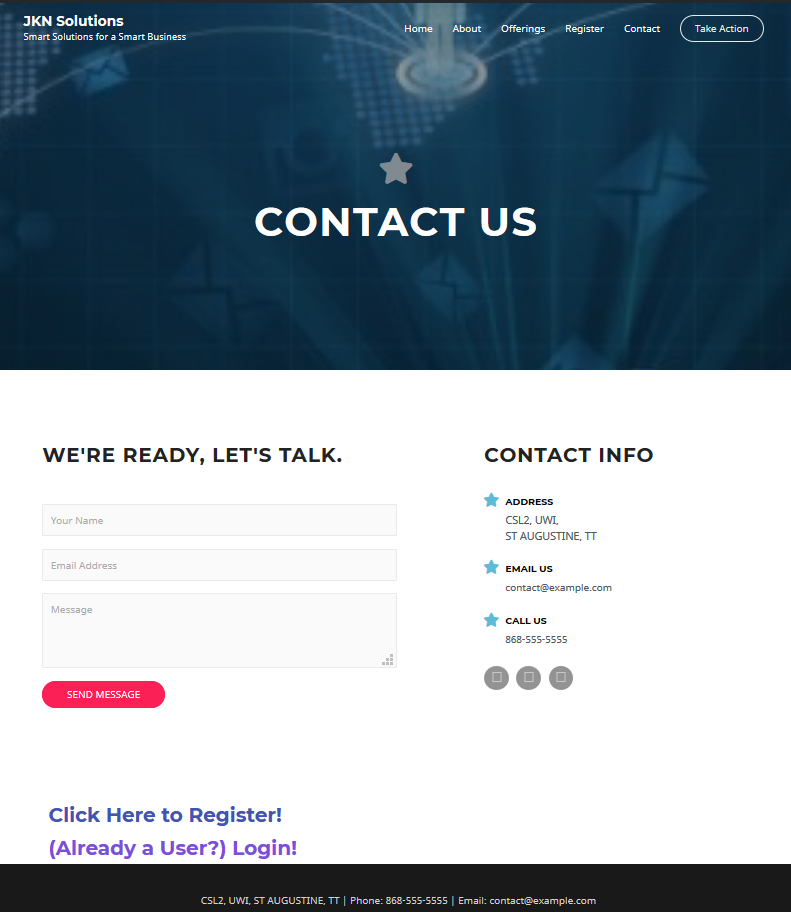 JKN Solutions
Smart Solutions for a Smart Business
Home About Offerings Register Contact Take Action
CONTACT US
WE'RE READY, LET'S TALK.
Your Name
Email Address
Message
SEND MESSAGE
CONTACT INFO
ADDRESS
CSL2, UWI,
ST AUGUSTINE, TT
EMAIL US
contact@example.com
CALL US
868-555-5555
Click Here to Register!
(Already a User?) Login!
CSL2, UWI, ST AUGUSTINE, TT | Phone: 868-555-5555 | Email: contact@example.com